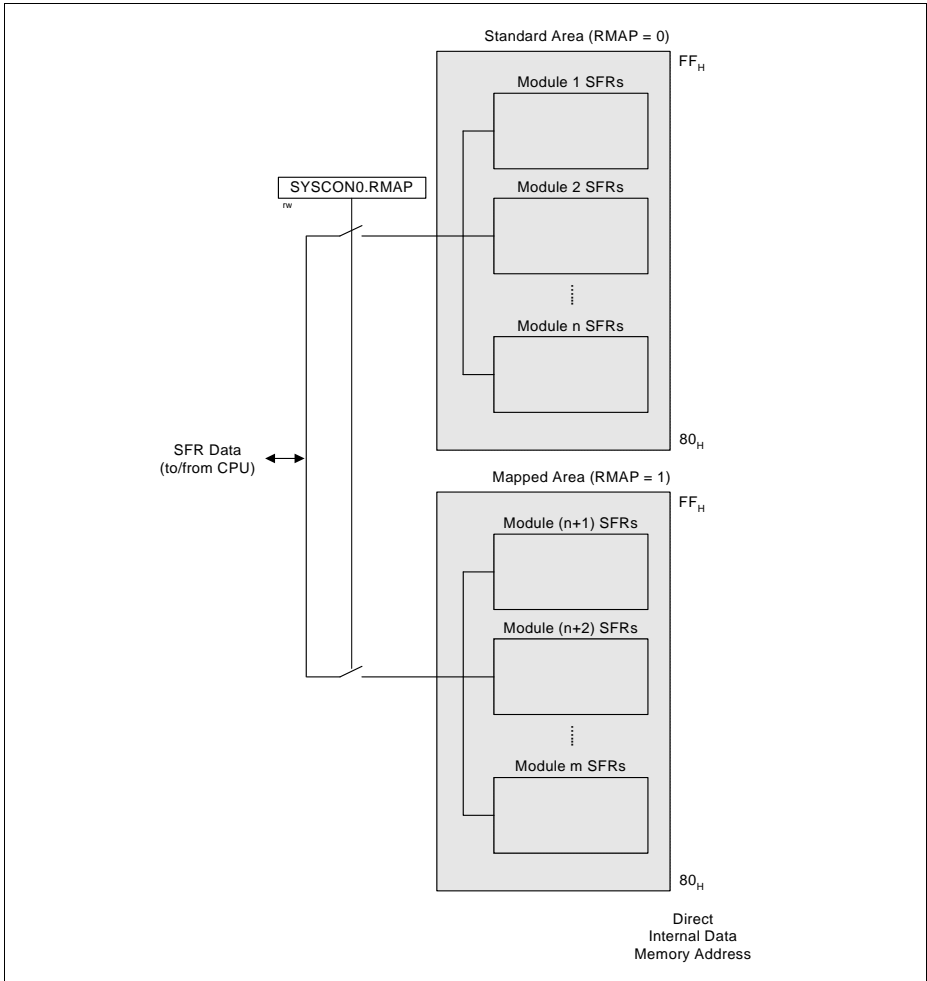 Standard Area (RMAP = 0)
FFH
Module 1 SFRs
SYSCON0.RMAP
rw
Module 2 SFRs
Module n SFRs
80H
SFR Data
(to/from CPU)
Mapped Area (RMAP = 1)
FFH
Module (n+1) SFRs
Module (n+2) SFRs
Module m SFRs
80H
Direct
Internal Data
Memory Address